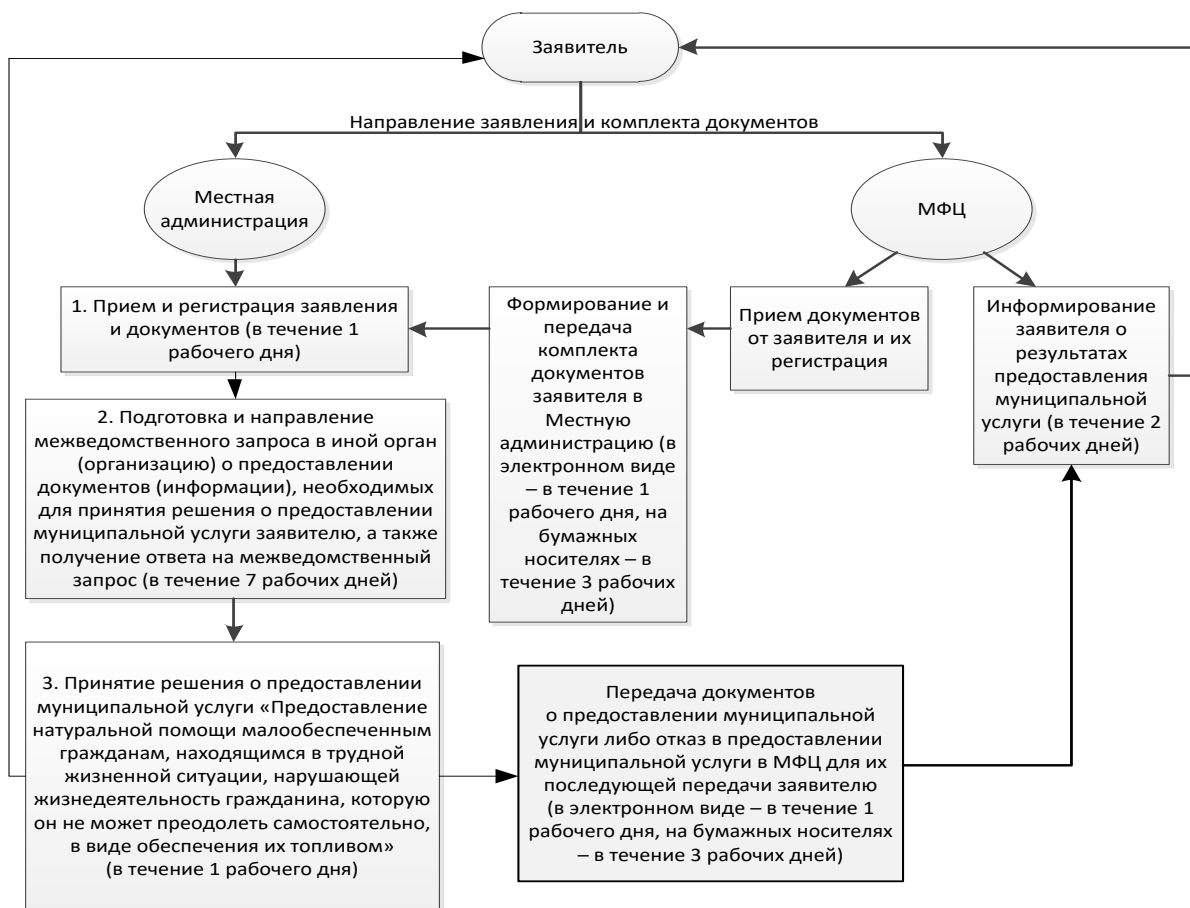 Заявитель
Направление заявления и комплекта документов
Местная
администрация
МФЦ
1. Прием и регистрация заявления
и документов (в течение 1
рабочего дня)
Формирование и
передача
комплекта
документов
заявителя в
Местную
администрацию (в
электронном виде
– в течение 1
рабочего дня, на
бумажных
носителях – в
течение 3 рабочих
дней)
Прием документов
от заявителя и их
регистрация
Информирование
заявителя о
результатах
предоставления
муниципальной
услуги (в течение 2
рабочих дней)
2. Подготовка и направление
межведомственного запроса в иной орган
(организацию) о предоставлении
документов (информации), необходимых
для принятия решения о предоставлении
муниципальной услуги заявителю, а также
получение ответа на межведомственный
запрос (в течение 7 рабочих дней)
3. Принятие решения о предоставлении
муниципальной услуги «Предоставление
натуральной помощи малообеспеченным
гражданам, находящимся в трудной
жизненной ситуации, нарушающей
жизнедеятельность гражданина, которую
он не может преодолеть самостоятельно,
в виде обеспечения их топливом»
(в течение 1 рабочего дня)
Передача документов
о предоставлении муниципальной
услуги либо отказ в предоставлении
муниципальной услуги в МФЦ для их
последующей передачи заявителю
(в электронном виде – в течение 1
рабочего дня, на бумажных носителях
– в течение 3 рабочих дней)